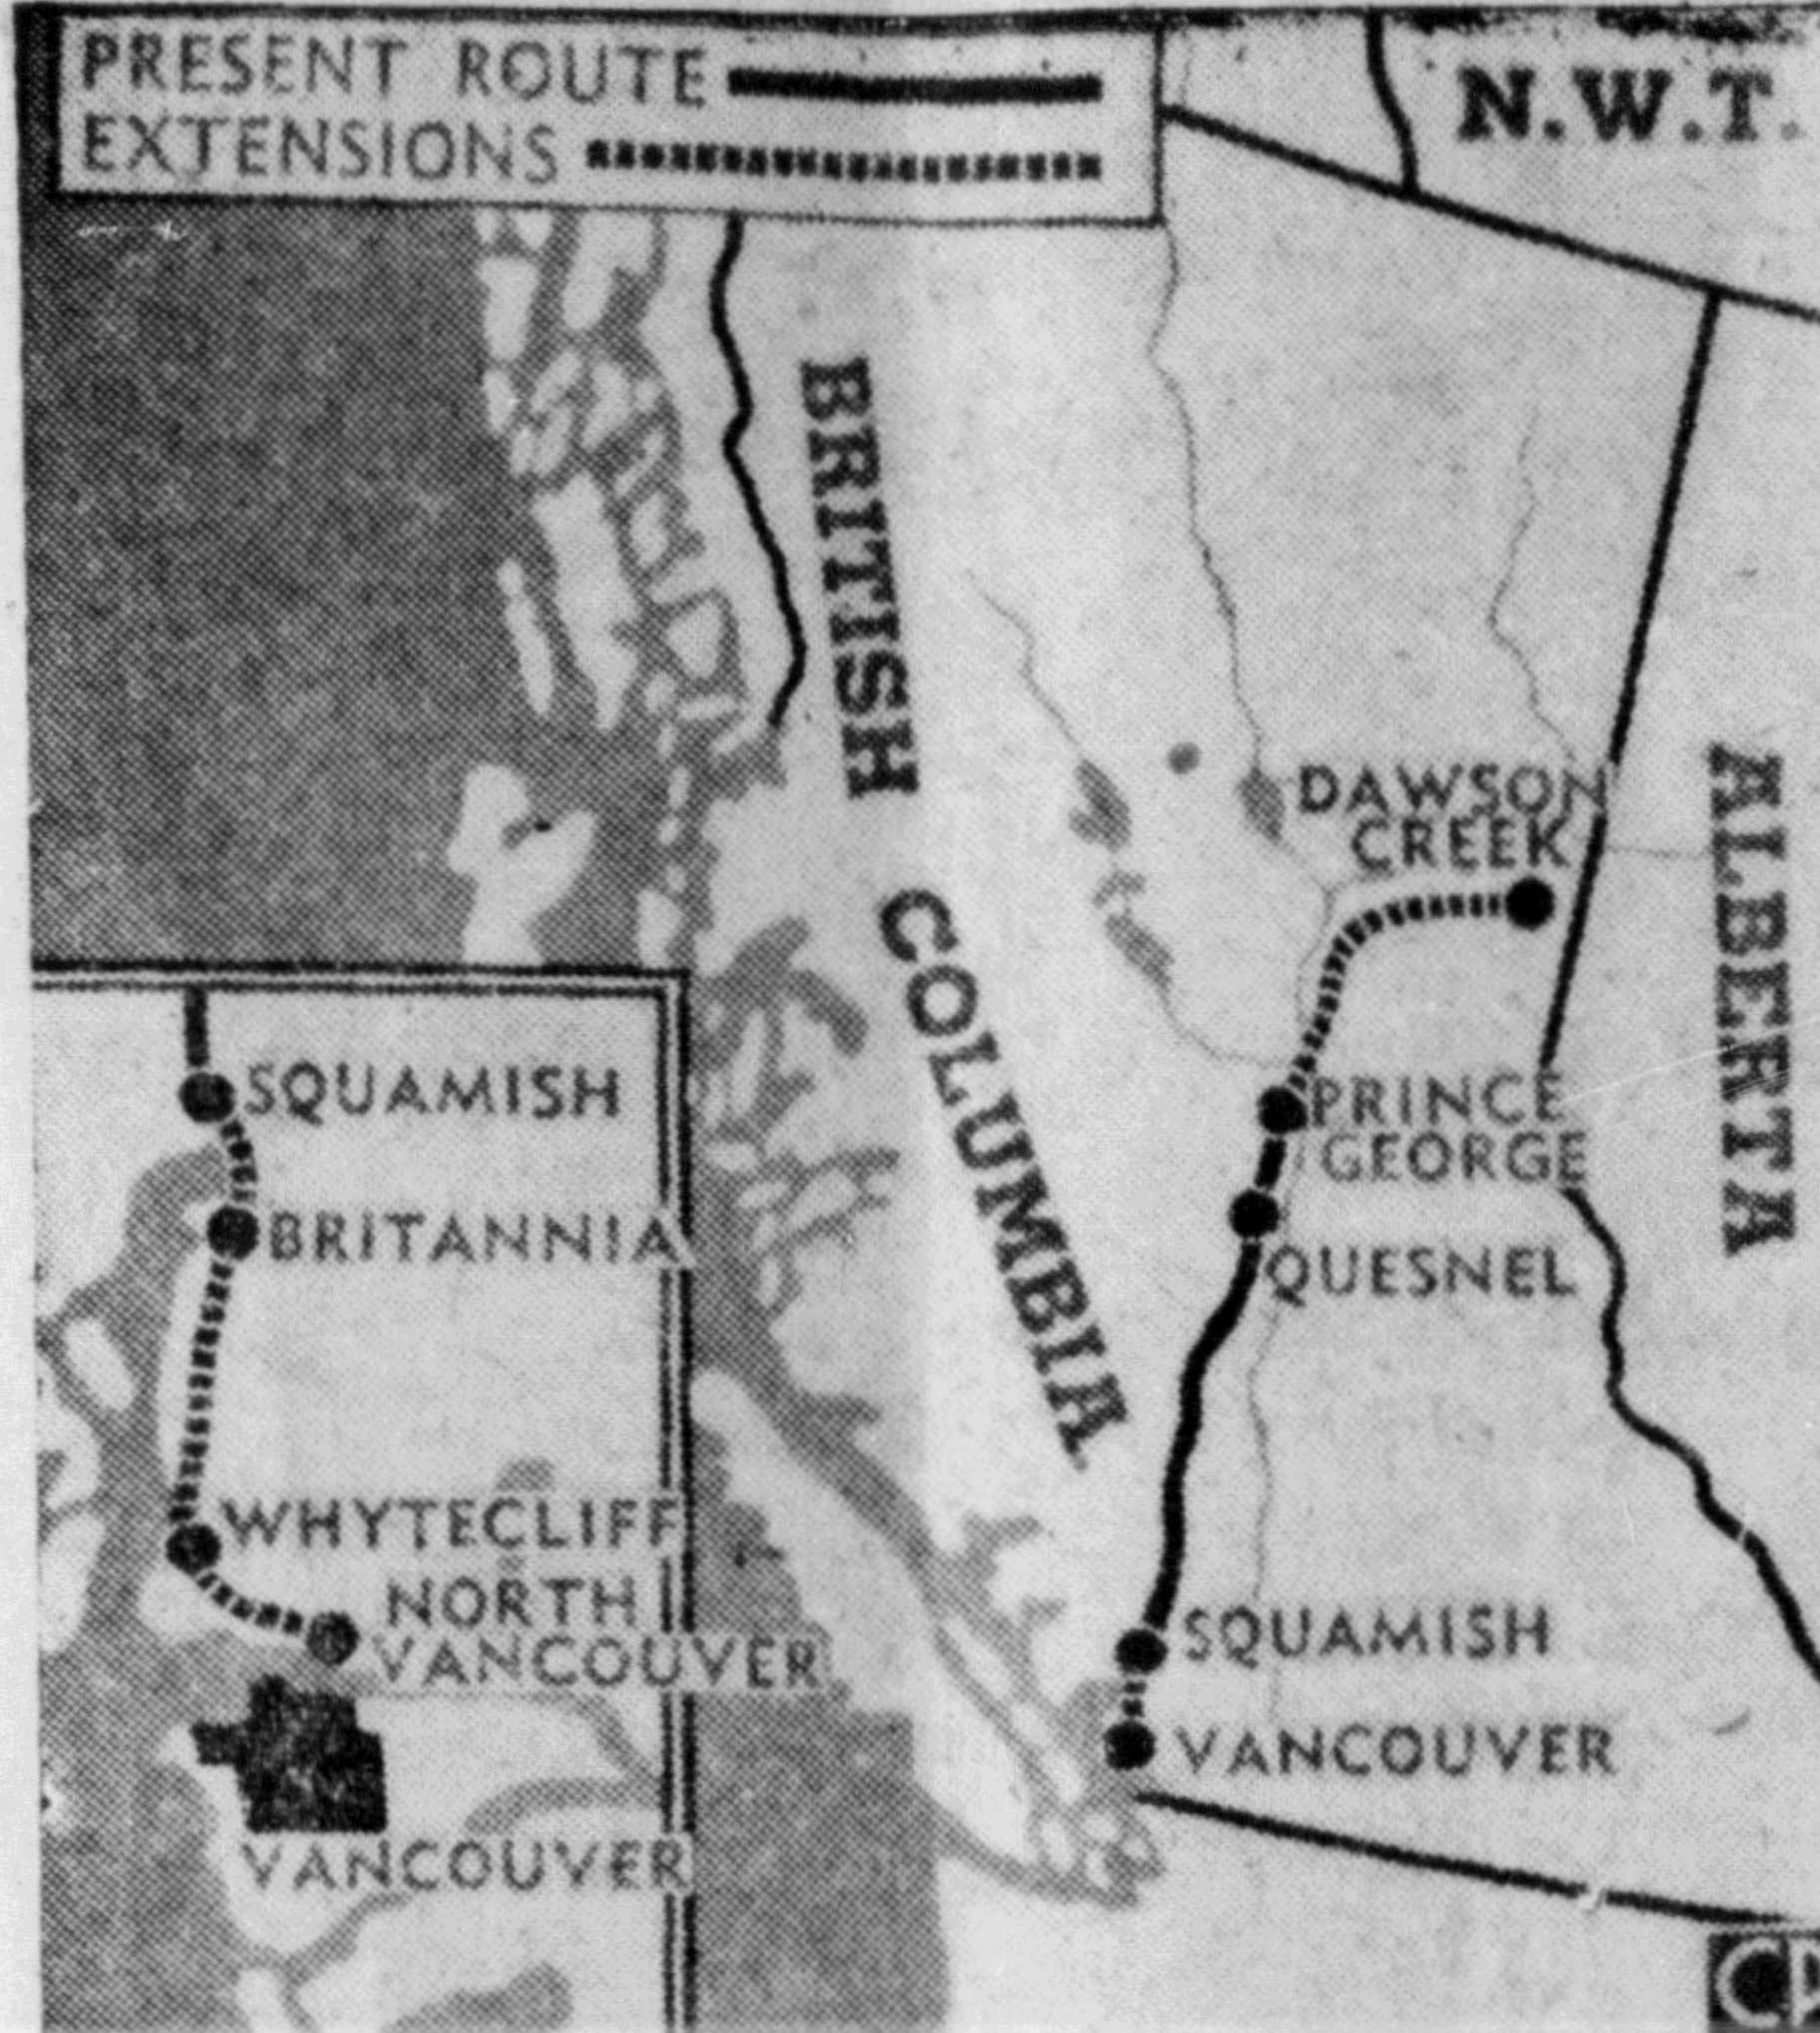 PRESENT ROUTE
EXTENSIONS
N.W.T.
BRITISH
COLUMBIA
ALBERTA
DAWSON
CREEK
PRINCE
GEORGE
QUESNEL
SQUAMISH
VANCOUVER
SQUAMISH
BRITANNIA
WHYTECLIFF
NORTH
VANCOUVER
VANCOUVER
CP